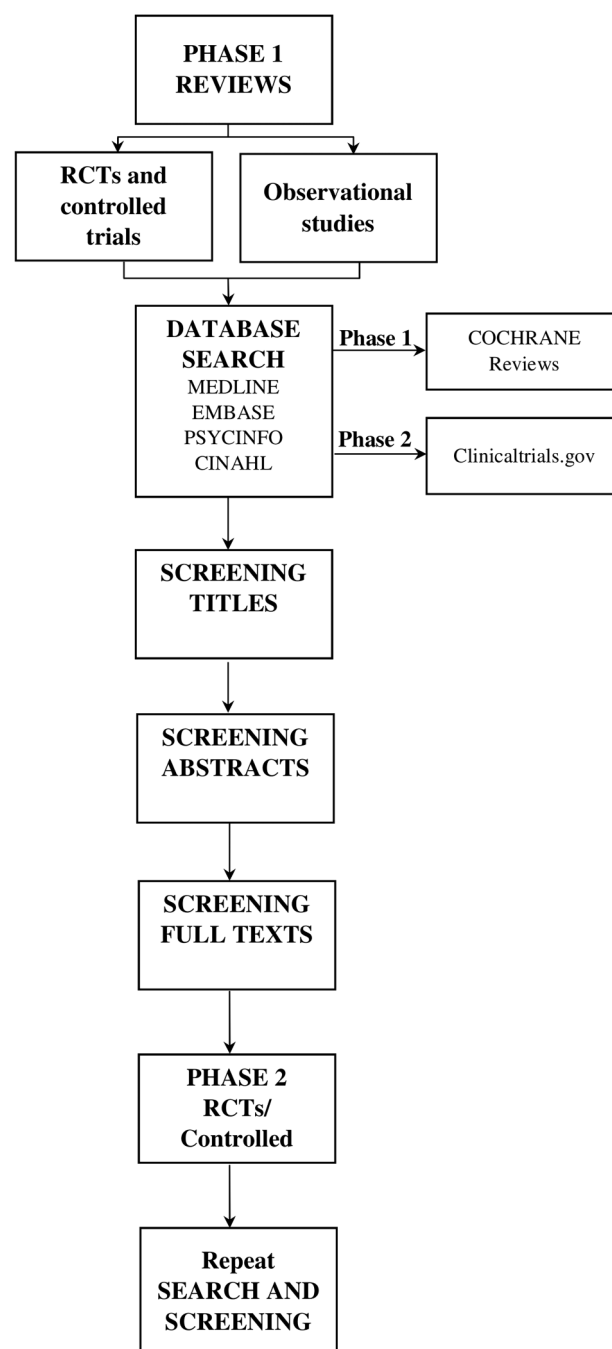 PHASE 1
REVIEWS
RCTs and
controlled
trials
Observational
studies
DATABASE
SEARCH
MEDLINE
EMBASE
PSYCINFO
CINAHL
Phase 1
COCHRANE
Reviews
Phase 2
Clinicaltrials.gov
SCREENING
TITLES
SCREENING
ABSTRACTS
SCREENING
FULL TEXTS
PHASE 2
RCTs/
Controlled
Repeat
SEARCH AND
SCREENING